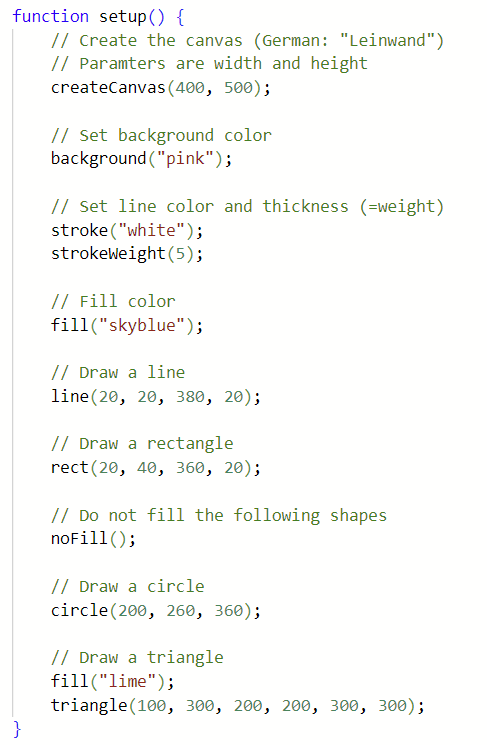 function setup() {
// Create the canvas (German: "Leinwand")
// Paramters are width and height
createCanvas(400, 500);
// Set background color
background("pink");
// Set line color and thickness (=weight)
stroke("white");
strokeWeight(5);
// Fill color
fill("skyblue");
// Draw a line
line(20, 20, 380, 20);
// Draw a rectangle
rect(20, 40, 360, 20);
// Do not fill the following shapes
noFill();
// Draw a circle
circle(200, 260, 360);
// Draw a triangle
fill("lime");
triangle(100, 300, 200, 200, 300, 300);
}